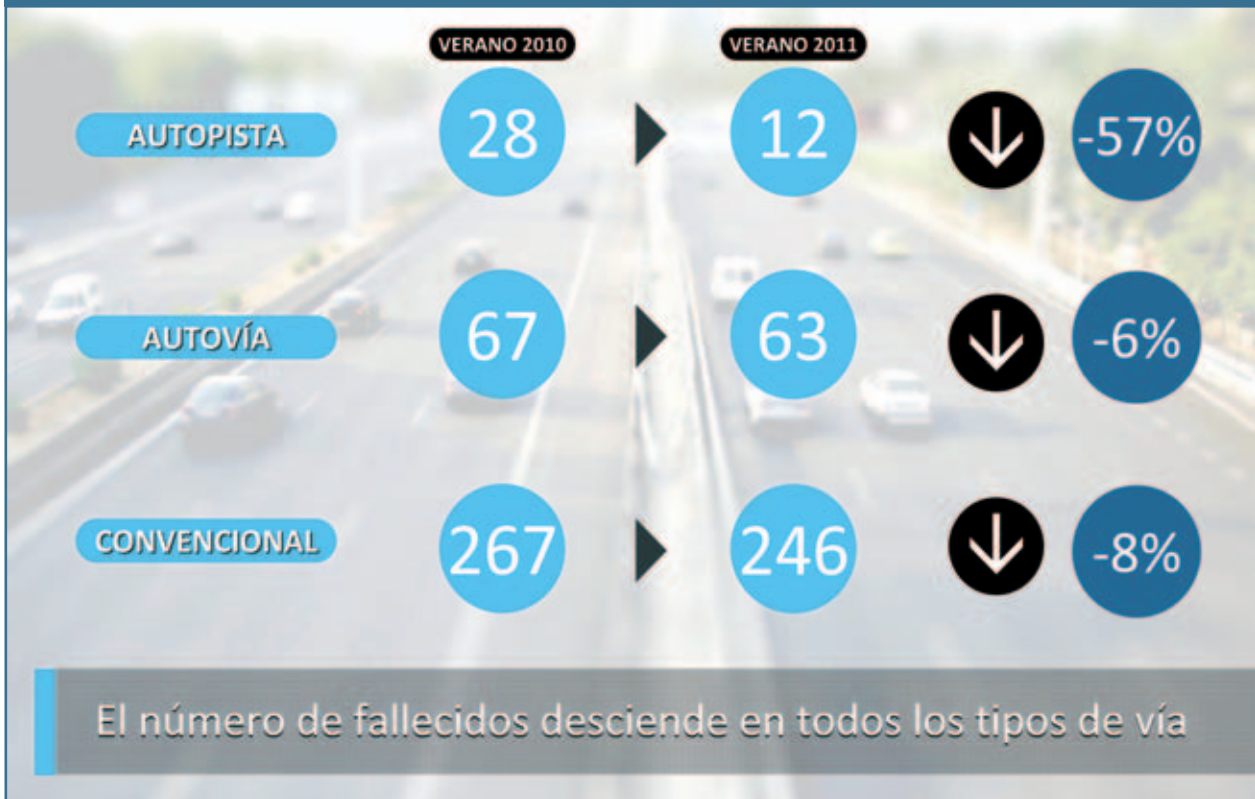 VERANO 2010 VERANO 2011
AUTOPISTA 28 12 -57%
AUTOVÍA 67 63 -6%
CONVENCIONAL 267 246 -8%
El número de fallecidos desciende en todos los tipos de vía